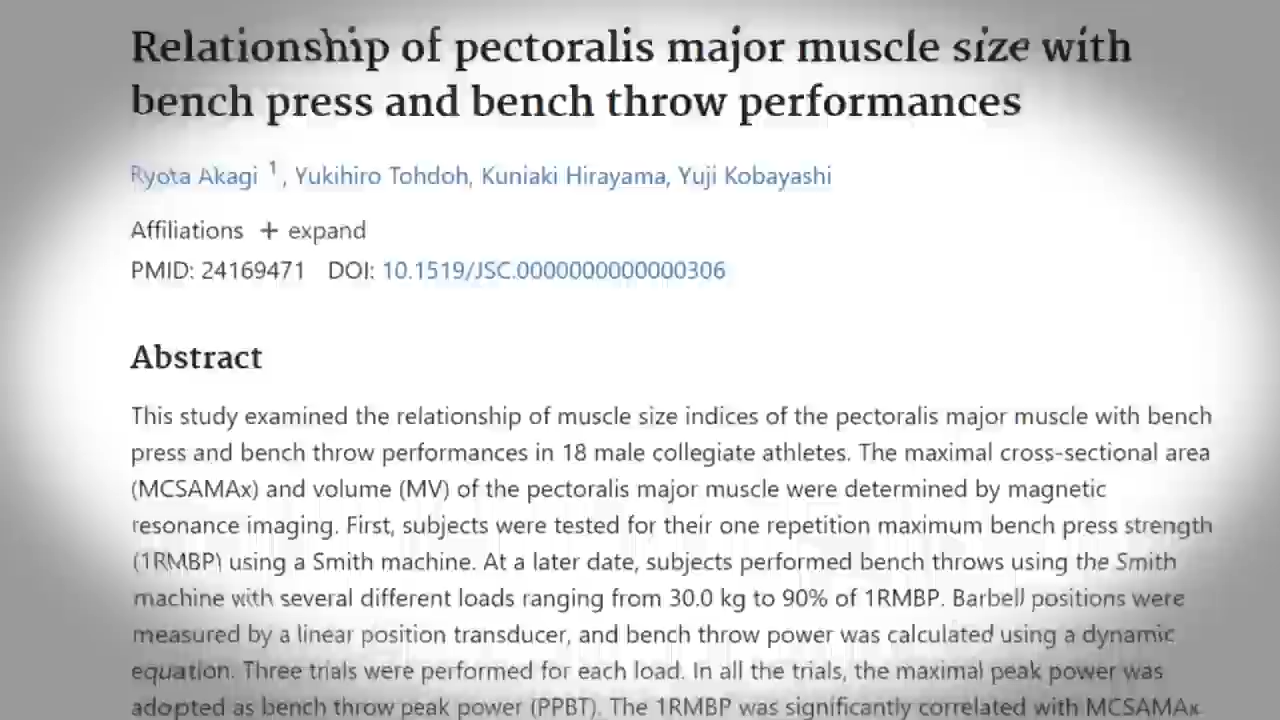 Relationship of pectoralis major muscle size with
bench press and bench throw performances
Ryota Akagi 1, Yukihiro Tohdoh, Kuniaki Hirayama, Yuji Kobayashi
Affiliations + expand
PMID: 24169471 DOI: 10.1519/JSC.0000000000000306
Abstract
This study examined the relationship of muscle size indices of the pectoralis major muscle with bench
press and bench throw performances in 18 male collegiate athletes. The maximal cross-sectional area
(MCSAMAx) and volume (MV) of the pectoralis major muscle were determined by magnetic
resonance imaging. First, subjects were tested for their one repetition maximum bench press strength
(1RMBP) using a Smith machine. At a later date, subjects performed bench throws using the Smith
machine with several different loads ranging from 30.0 kg to 90% of 1RMBP. Barbell positions were
measured by a linear position transducer, and bench throw power was calculated using a dynamic
equation. Three trials were performed for each load. In all the trials, the maximal peak power was
adopted as bench throw peak power (PPBT). The 1RMBP was significantly correlated with MCSAMAx